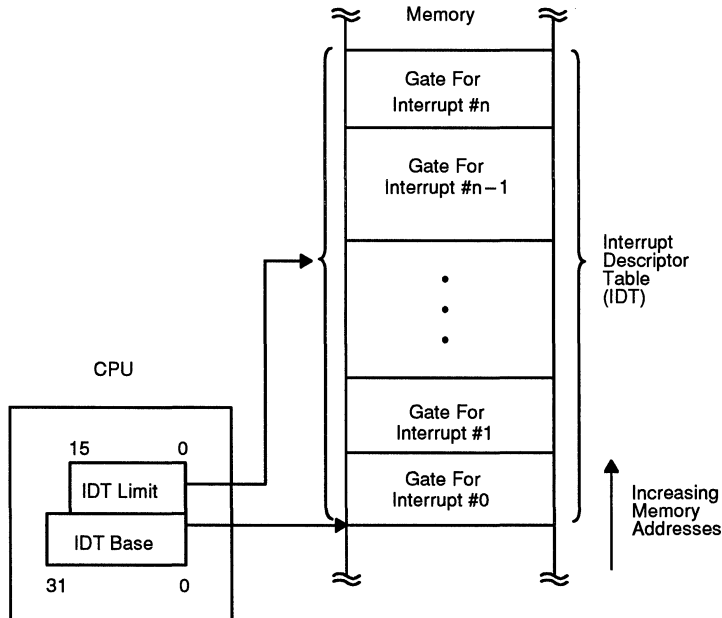 Memory
Gate For
Interrupt #n
Gate For
Interrupt #n−1
Interrupt
Descriptor
Table
(IDT)
CPU
Gate For
Interrupt #1
15 0
IDT Limit
Gate For
Interrupt #0
Increasing
Memory
Addresses
IDT Base
31 0